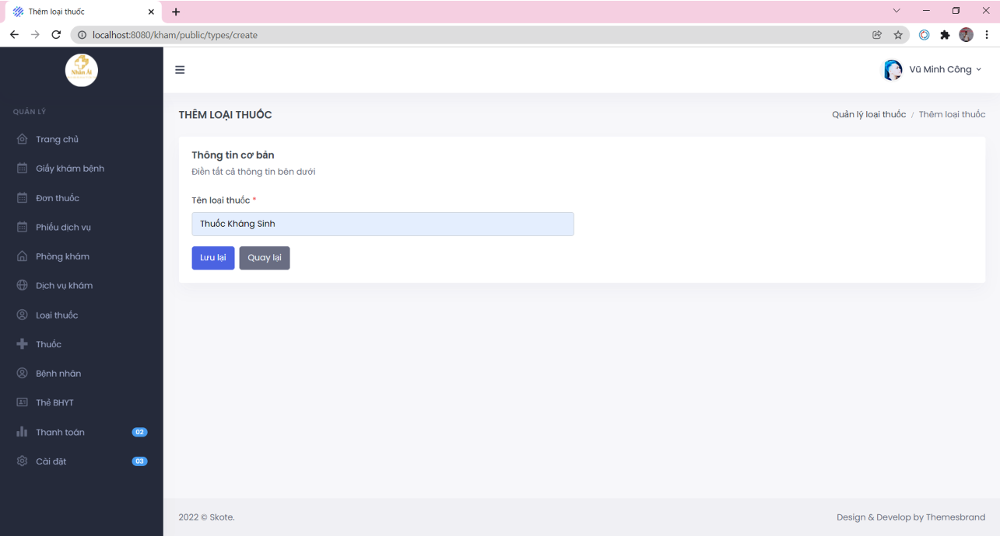 Thêm loại thuốc
localhost:8080/kham/public/types/create
Nhân Ái
Vũ Minh Công
QUẢN LÝ
Trang chủ
Giấy khám bệnh
Đơn thuốc
Phiếu dịch vụ
Phòng khám
Dịch vụ khám
Loại thuốc
Thuốc
Bệnh nhân
Thẻ BHYT
Thanh toán 02
Cài đặt 03
THÊM LOẠI THUỐC
Quản lý loại thuốc / Thêm loại thuốc
Thông tin cơ bản
Điền tất cả thông tin bên dưới
Tên loại thuốc *
Thuốc Kháng Sinh
Lưu lại Quay lại
2022 © Skote.
Design & Develop by Themesbrand